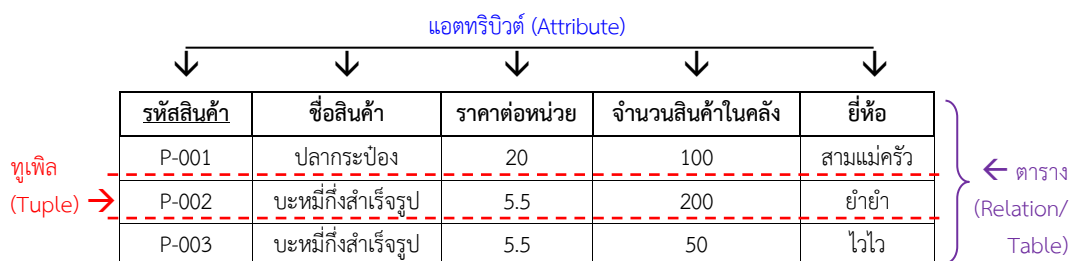 แอตทริบิวต์ (Attribute)
รหัสสินค้า ชื่อสินค้า ราคาต่อหน่วย จำนวนสินค้าในคลัง ยี่ห้อ
P-001 ปลากระป๋อง 20 100 สามแม่ครัว
P-002 บะหมี่กึ่งสำเร็จรูป 5.5 200 ยำยำ
P-003 บะหมี่กึ่งสำเร็จรูป 5.5 50 ไวไว
ทูเพิล
(Tuple)
ตาราง
(Relation/
Table)